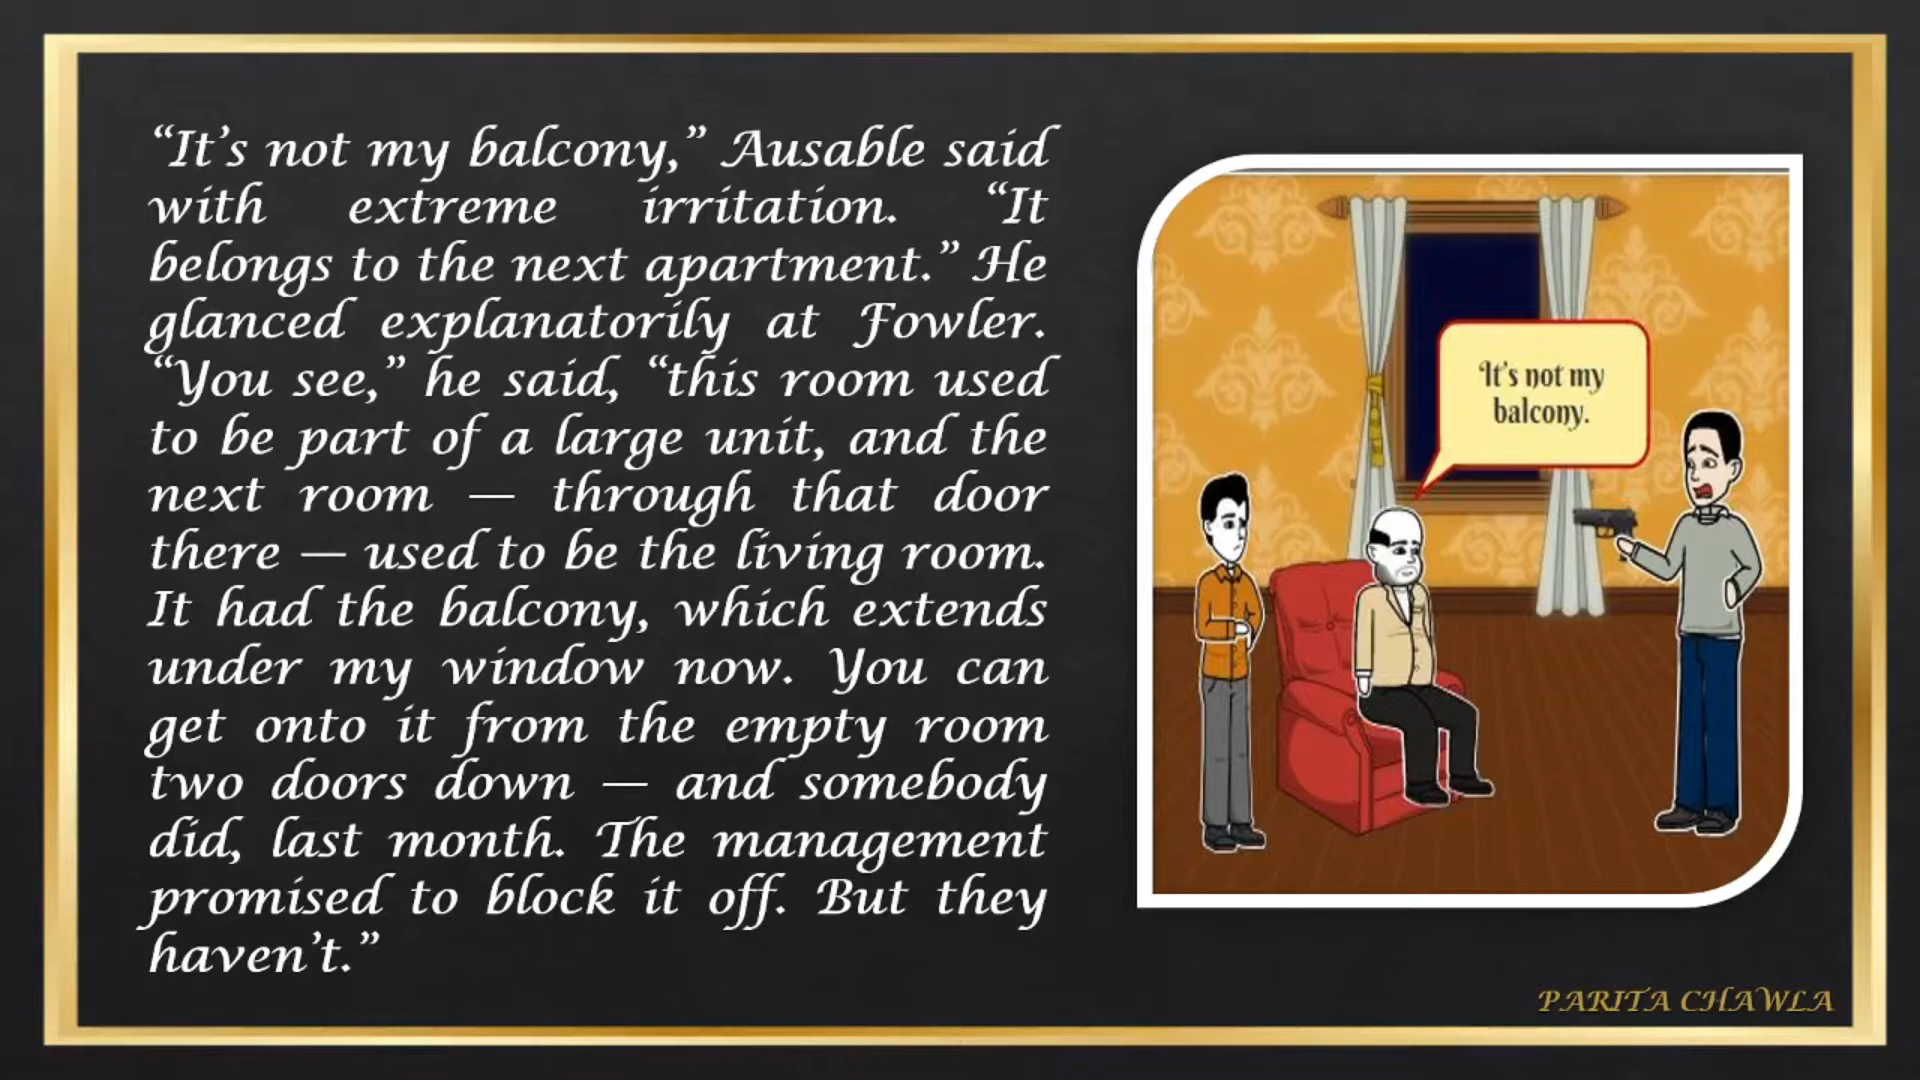 “It’s not my balcony,” Ausable said
with extreme irritation. “It
belongs to the next apartment.” He
glanced explanatorily at Fowler.
“You see,” he said, “this room used
to be part of a large unit, and the
next room — through that door
there — used to be the living room.
It had the balcony, which extends
under my window now. You can
get onto it from the empty room
two doors down — and somebody
did, last month. The management
promised to block it off. But they
haven’t.”
It’s not my
balcony.
PARITA CHAWLA